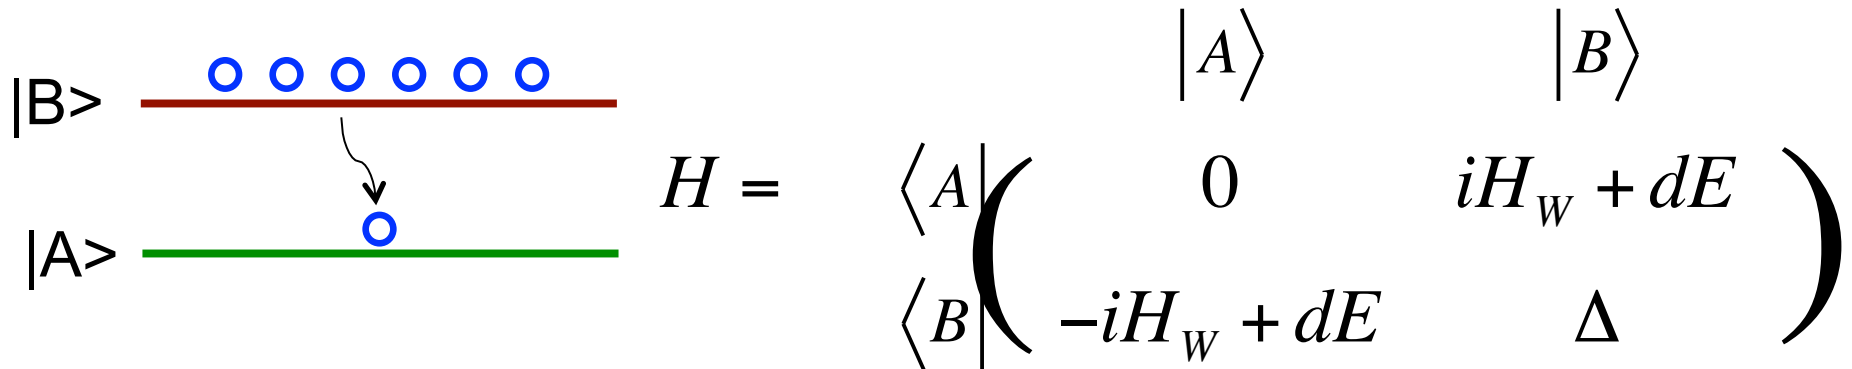 |B>
|A>
|A⟩ |B⟩
H = ⟨A| ( 0 iH_W + dE )
⟨B| −iH_W + dE Δ